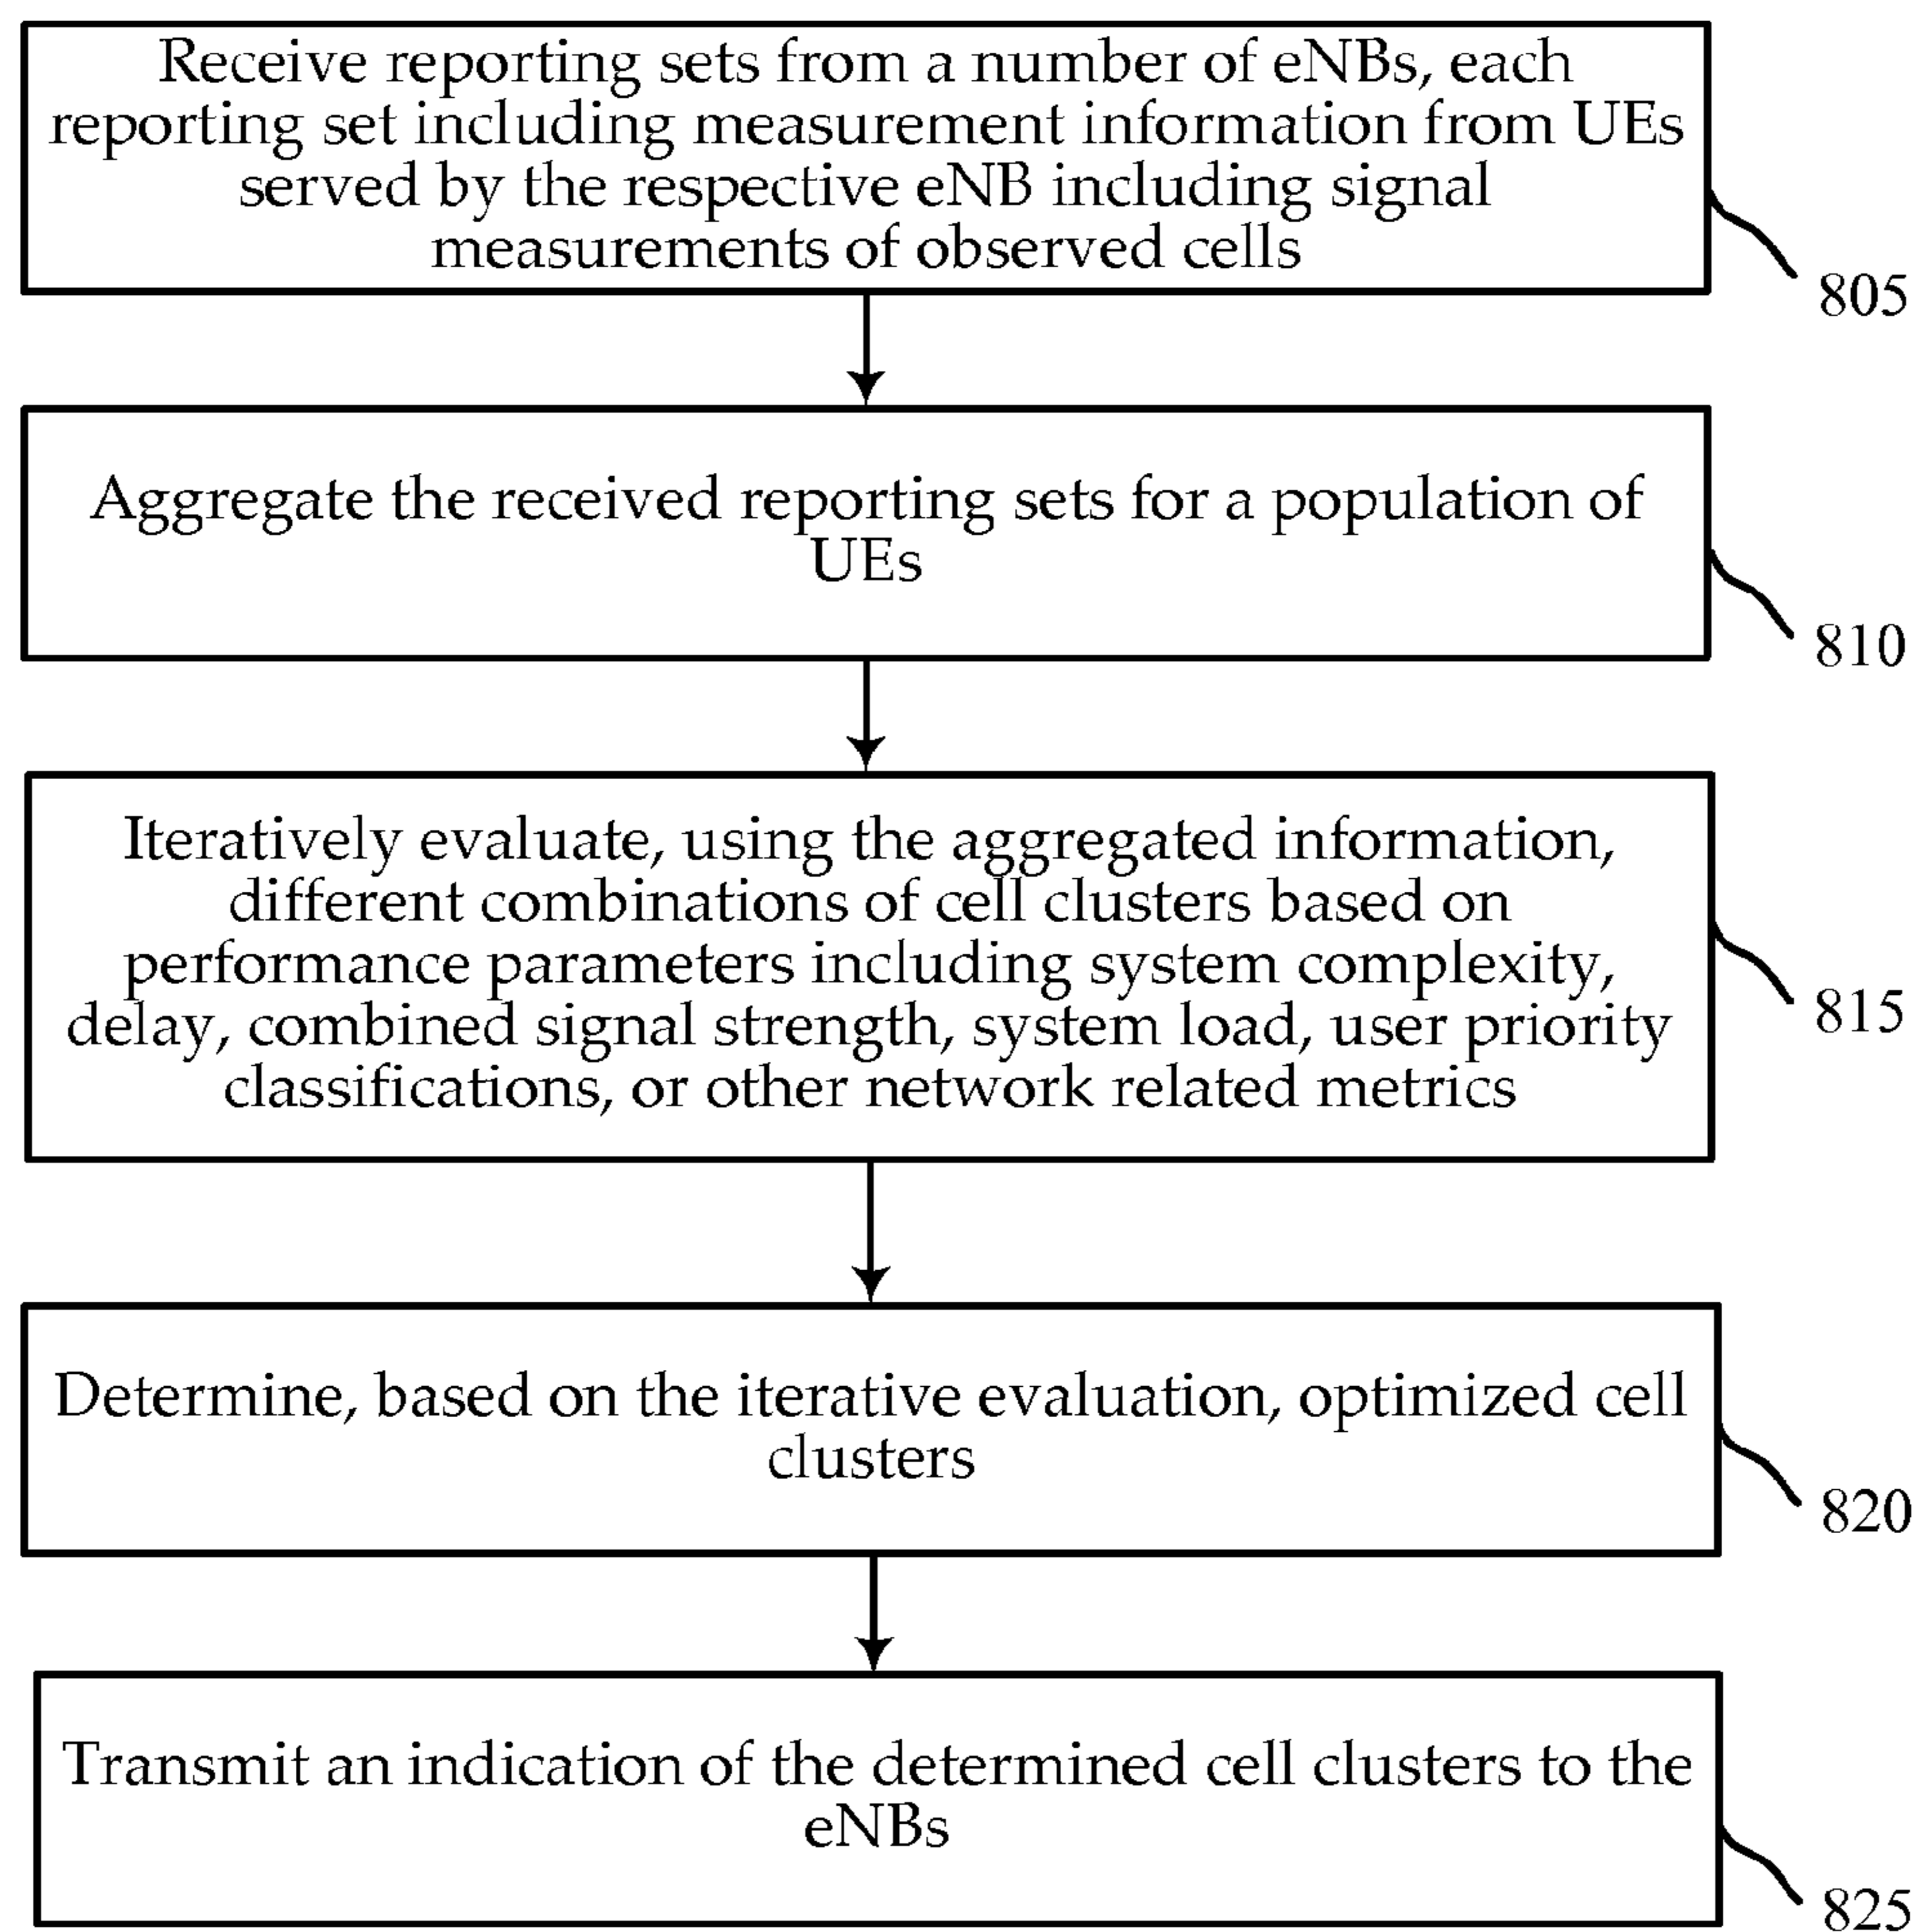 Receive reporting sets from a number of eNBs, each
reporting set including measurement information from UEs
served by the respective eNB including signal
measurements of observed cells
805
Aggregate the received reporting sets for a population of
UEs
810
Iteratively evaluate, using the aggregated information,
different combinations of cell clusters based on
performance parameters including system complexity,
delay, combined signal strength, system load, user priority
classifications, or other network related metrics
815
Determine, based on the iterative evaluation, optimized cell
clusters
820
Transmit an indication of the determined cell clusters to the
eNBs
825